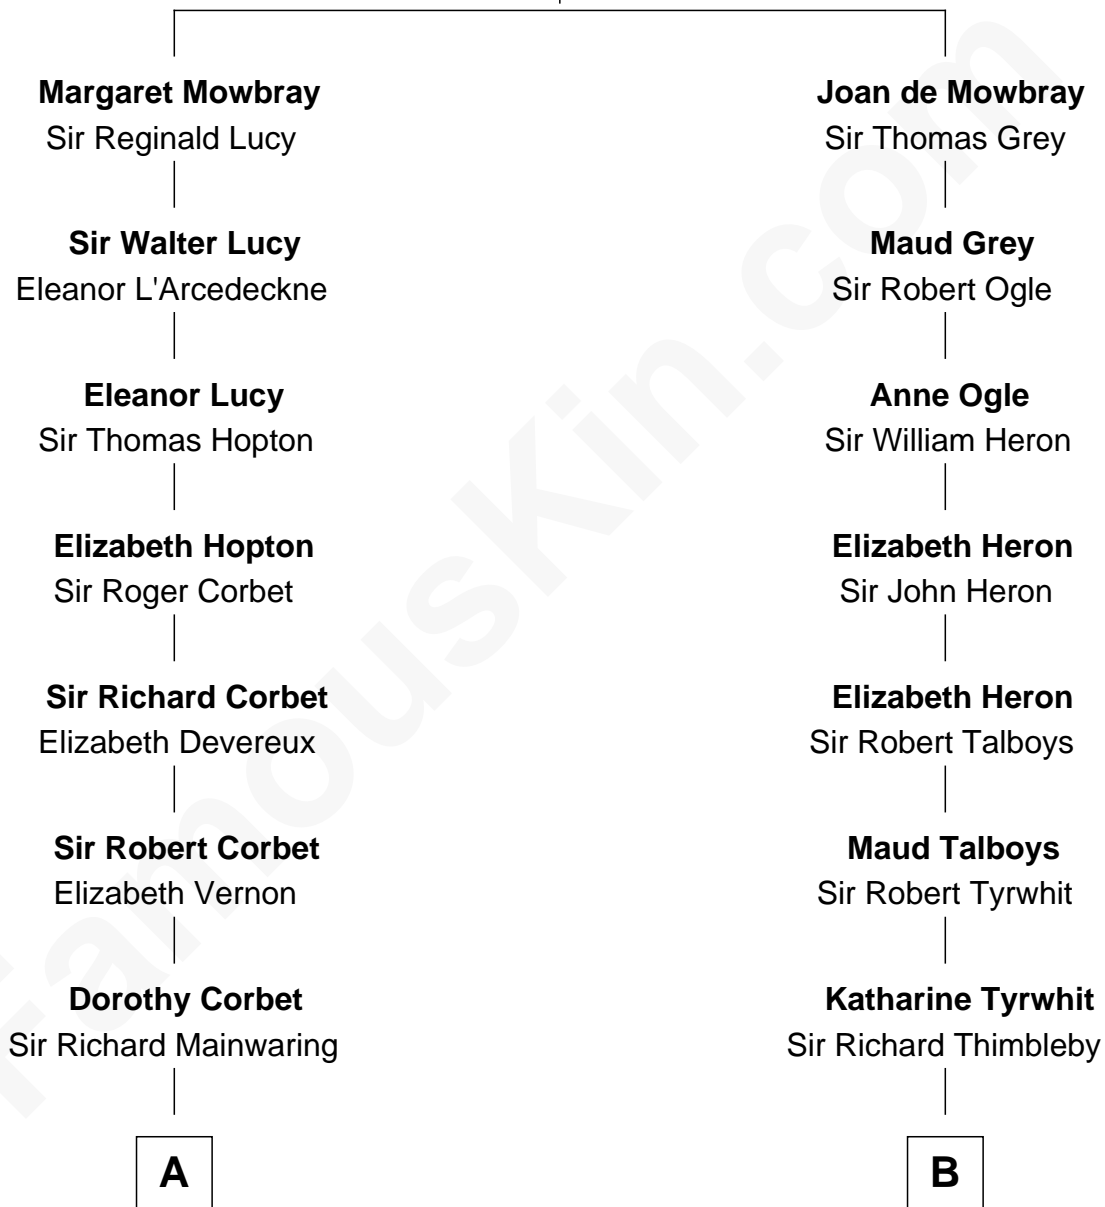 Margaret Mowbray
Sir Reginald Lucy
Sir Walter Lucy
Eleanor L'Arcedeckne
Eleanor Lucy
Sir Thomas Hopton
Elizabeth Hopton
Sir Roger Corbet
Sir Richard Corbet
Elizabeth Devereux
Sir Robert Corbet
Elizabeth Vernon
Dorothy Corbet
Sir Richard Mainwaring
A
Joan de Mowbray
Sir Thomas Grey
Maud Grey
Sir Robert Ogle
Anne Ogle
Sir William Heron
Elizabeth Heron
Sir John Heron
Elizabeth Heron
Sir Robert Talboys
Maud Talboys
Sir Robert Tyrwhit
Katharine Tyrwhit
Sir Richard Thimbleby
B
FamousKin.com